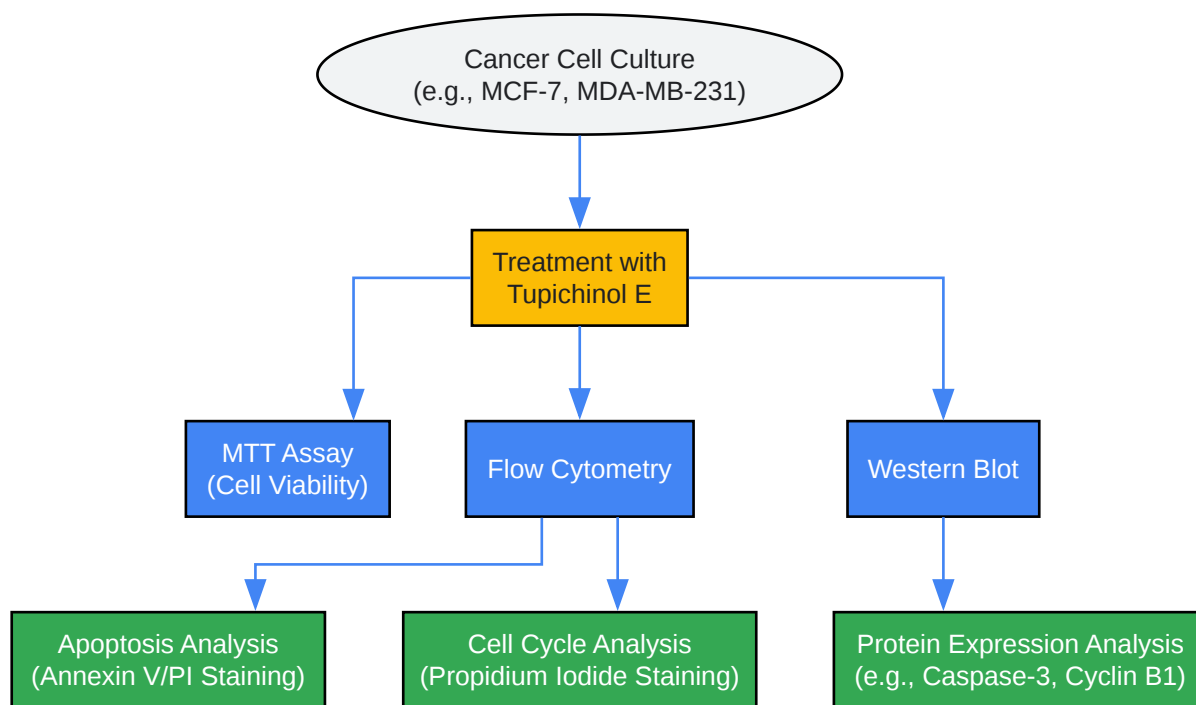 Cancer Cell Culture
(e.g., MCF-7, MDA-MB-231)
Treatment with
Tupichinol E
MTT Assay
(Cell Viability)
Flow Cytometry
Western Blot
Apoptosis Analysis
(Annexin V/PI Staining)
Cell Cycle Analysis
(Propidium Iodide Staining)
Protein Expression Analysis
(e.g., Caspase-3, Cyclin B1)